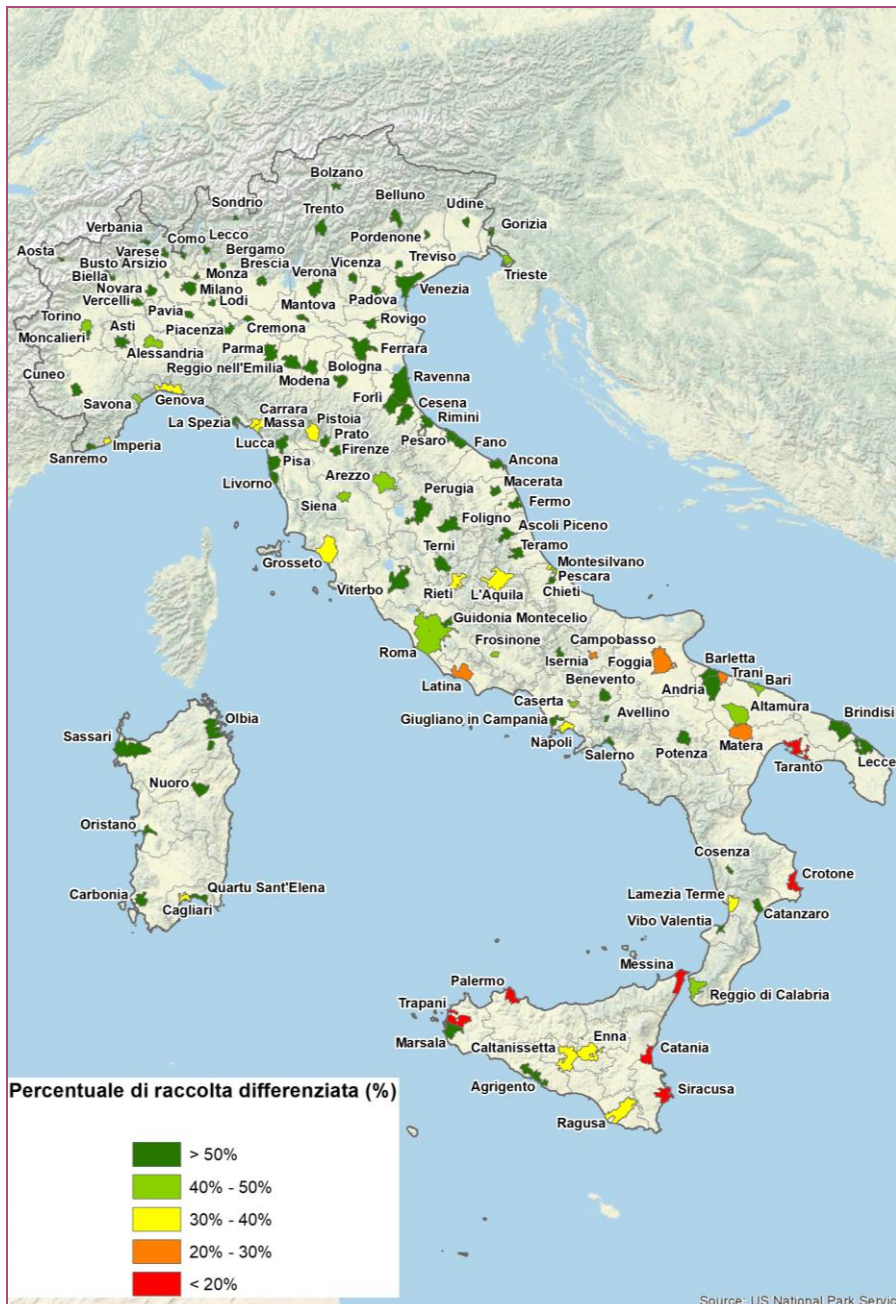 Bolzano
Sondrio
Belluno
Udine
Trento
Verbania
Lecco
Como
Pordenone
Gorizia
Aosta
Varese
Bergamo
Treviso
Busto Arsizio
Brescia
Vicenza
Trieste
Biella
Monza
Verona
Novara
Milano
Padova
Venezia
Vercelli
Lodi
Mantova
Torino
Pavia
Rovigo
Moncalieri
Asti
Piacenza
Cremona
Alessandria
Parma
Ferrara
Reggio nell'Emilia
Bologna
Cuneo
Modena
Ravenna
Savona
Genova
Forlì
Cesena
Carrara
Pistoia
Rimini
La Spezia
Massa
Prato
Pesaro
Fano
Imperia
Lucca
Firenze
Sanremo
Pisa
Ancona
Livorno
Arezzo
Macerata
Siena
Perugia
Fermo
Foligno
Ascoli Piceno
Terni
Teramo
Grosseto
Montesilvano
Viterbo
Rieti
L'Aquila
Pescara
Chieti
Guidonia Montecelio
Roma
Frosinone
Campobasso
Isernia
Foggia
Barletta
Latina
Trani
Benevento
Andria
Bari
Caserta
Altamura
Giugliano in Campania
Avellino
Brindisi
Olbia
Sassari
Napoli
Salerno
Potenza
Matera
Lecce
Taranto
Nuoro
Oristano
Cosenza
Crotone
Carbonia
Quartu Sant'Elena
Lamezia Terme
Cagliari
Catanzaro
Vibo Valentia
Messina
Palermo
Reggio di Calabria
Trapani
Marsala
Enna
Caltanissetta
Catania
Agrigento
Siracusa
Ragusa
Percentuale di raccolta differenziata (%)
> 50%
40% - 50%
30% - 40%
20% - 30%
< 20%
Source: US National Park Servic